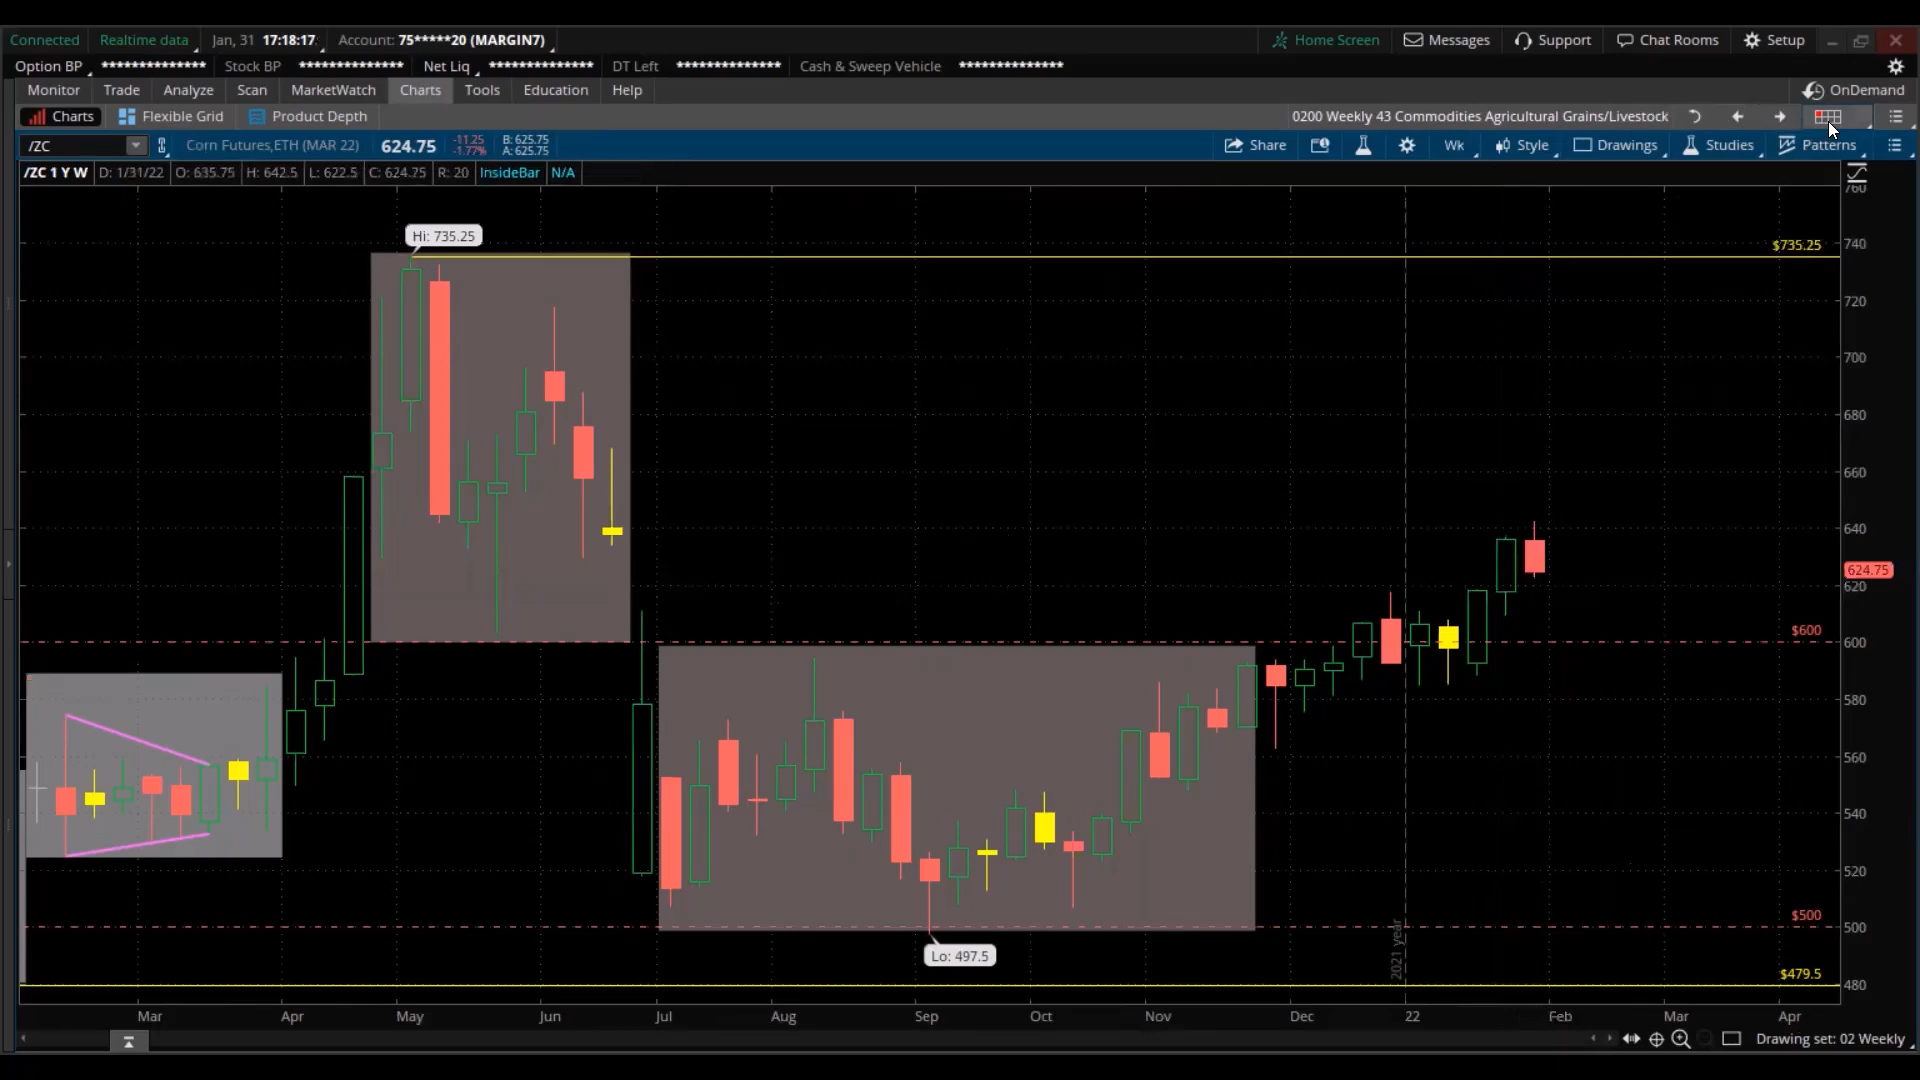 Connected Realtime data Jan, 31 17:18:17 Account: 75*****20 (MARGIN7) Home Screen Messages Support Chat Rooms Setup
Option BP ************** Stock BP ************** Net Liq ************** DT Left ************** Cash & Sweep Vehicle **************
Monitor Trade Analyze Scan MarketWatch Charts Tools Education Help OnDemand
Charts Flexible Grid Product Depth 0200 Weekly 43 Commodities Agricultural Grains/Livestock
/ZC Corn Futures,ETH (MAR 22) 624.75 -11.25 -1.77% B: 625.75 A: 625.75 Share Wk Style Drawings Studies Patterns
/ZC 1 Y W D: 1/31/22 O: 635.75 H: 642.5 L: 622.5 C: 624.75 R: 20 InsideBar N/A
760
Hi: 735.25
$735.25 740
720
700
680
660
640
624.75
620
$600 600
580
560
540
520
$500 500
Lo: 497.5
2021 year
$479.5 480
Mar Apr May Jun Jul Aug Sep Oct Nov Dec 22 Feb Mar Apr
Drawing set: 02 Weekly